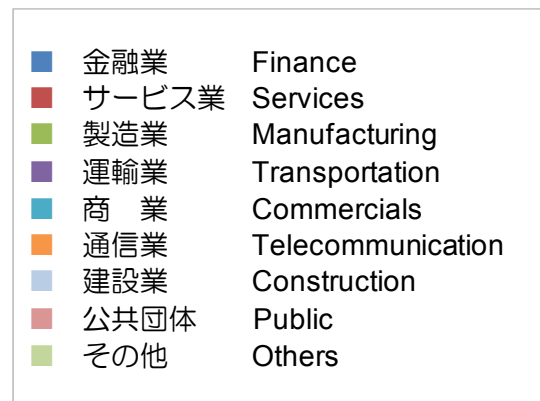 金融業 Finance
サービス業 Services
製造業 Manufacturing
運輸業 Transportation
商　業 Commercials
通信業 Telecommunication
建設業 Construction
公共団体 Public
その他 Others